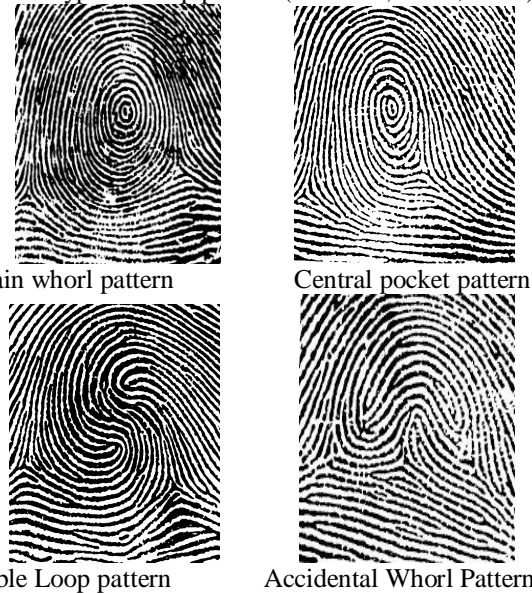 ain whorl pattern
Central pocket pattern
ble Loop pattern
Accidental Whorl Pattern